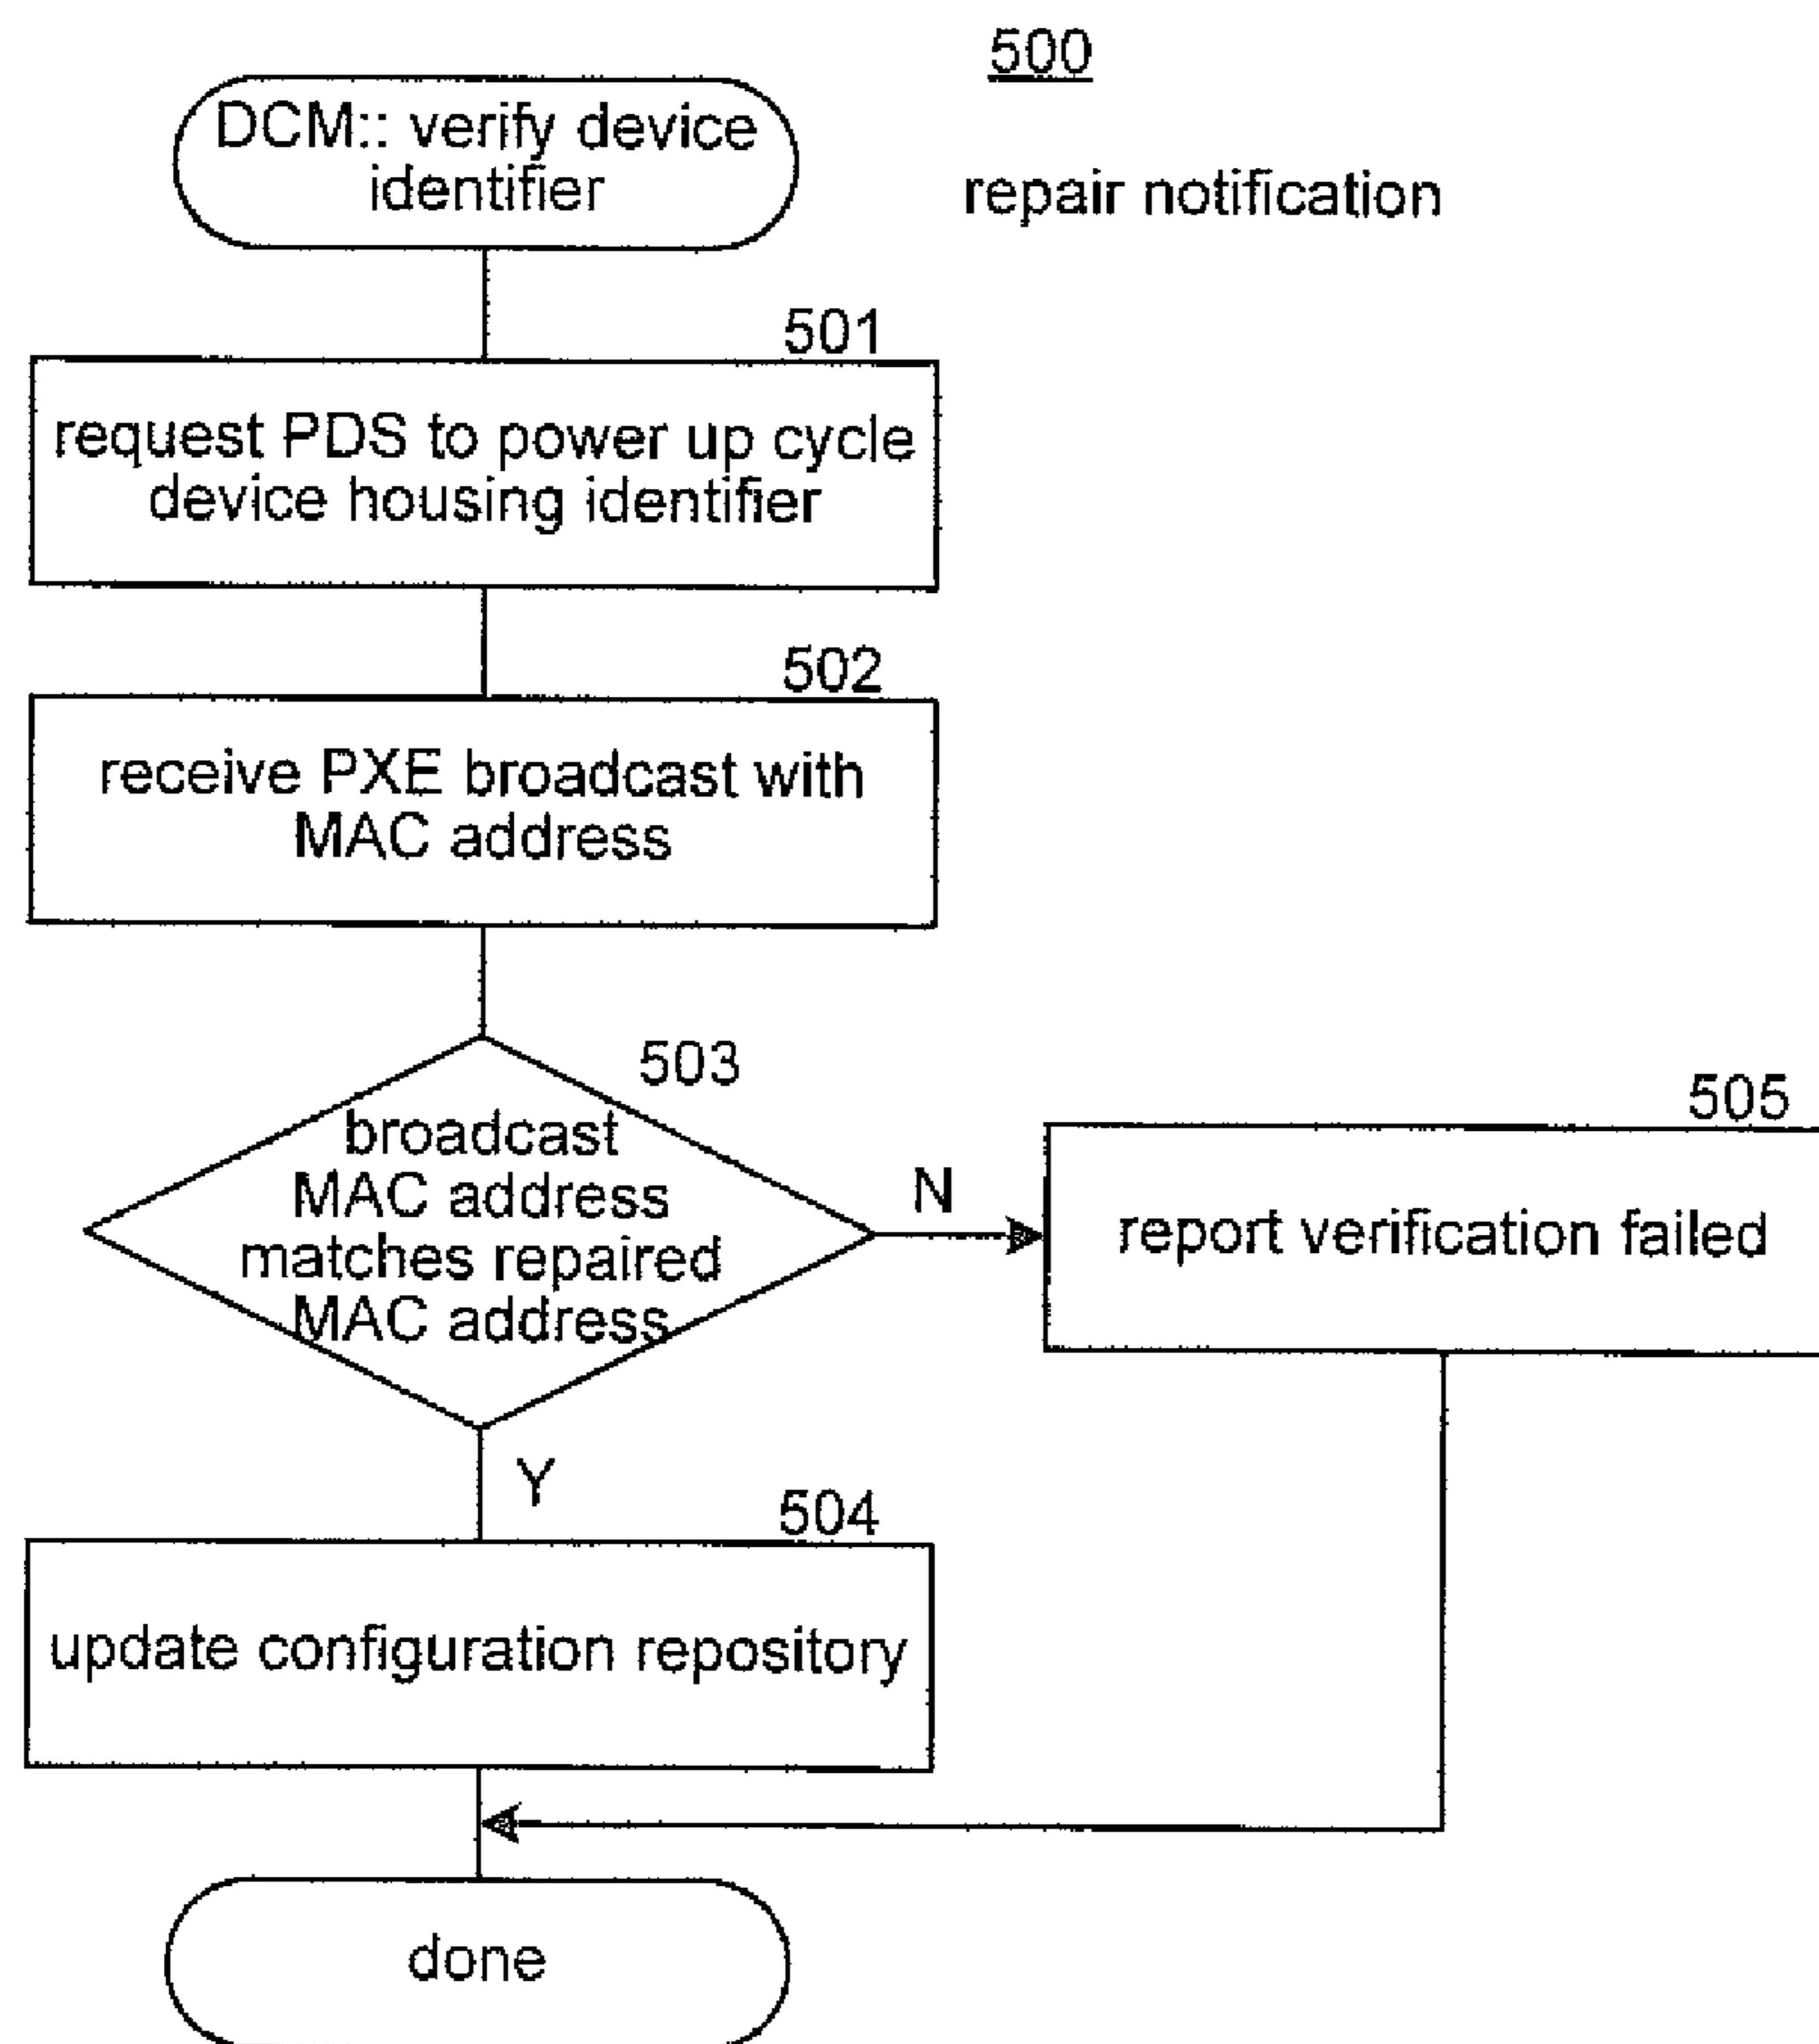 500
DCM:: verify device
identifier
repair notification
501
request PDS to power up cycle
device housing identifier
502
receive PXE broadcast with
MAC address
503
broadcast
MAC address
matches repaired
MAC address
N
505
report verification failed
Y
504
update configuration repository
done